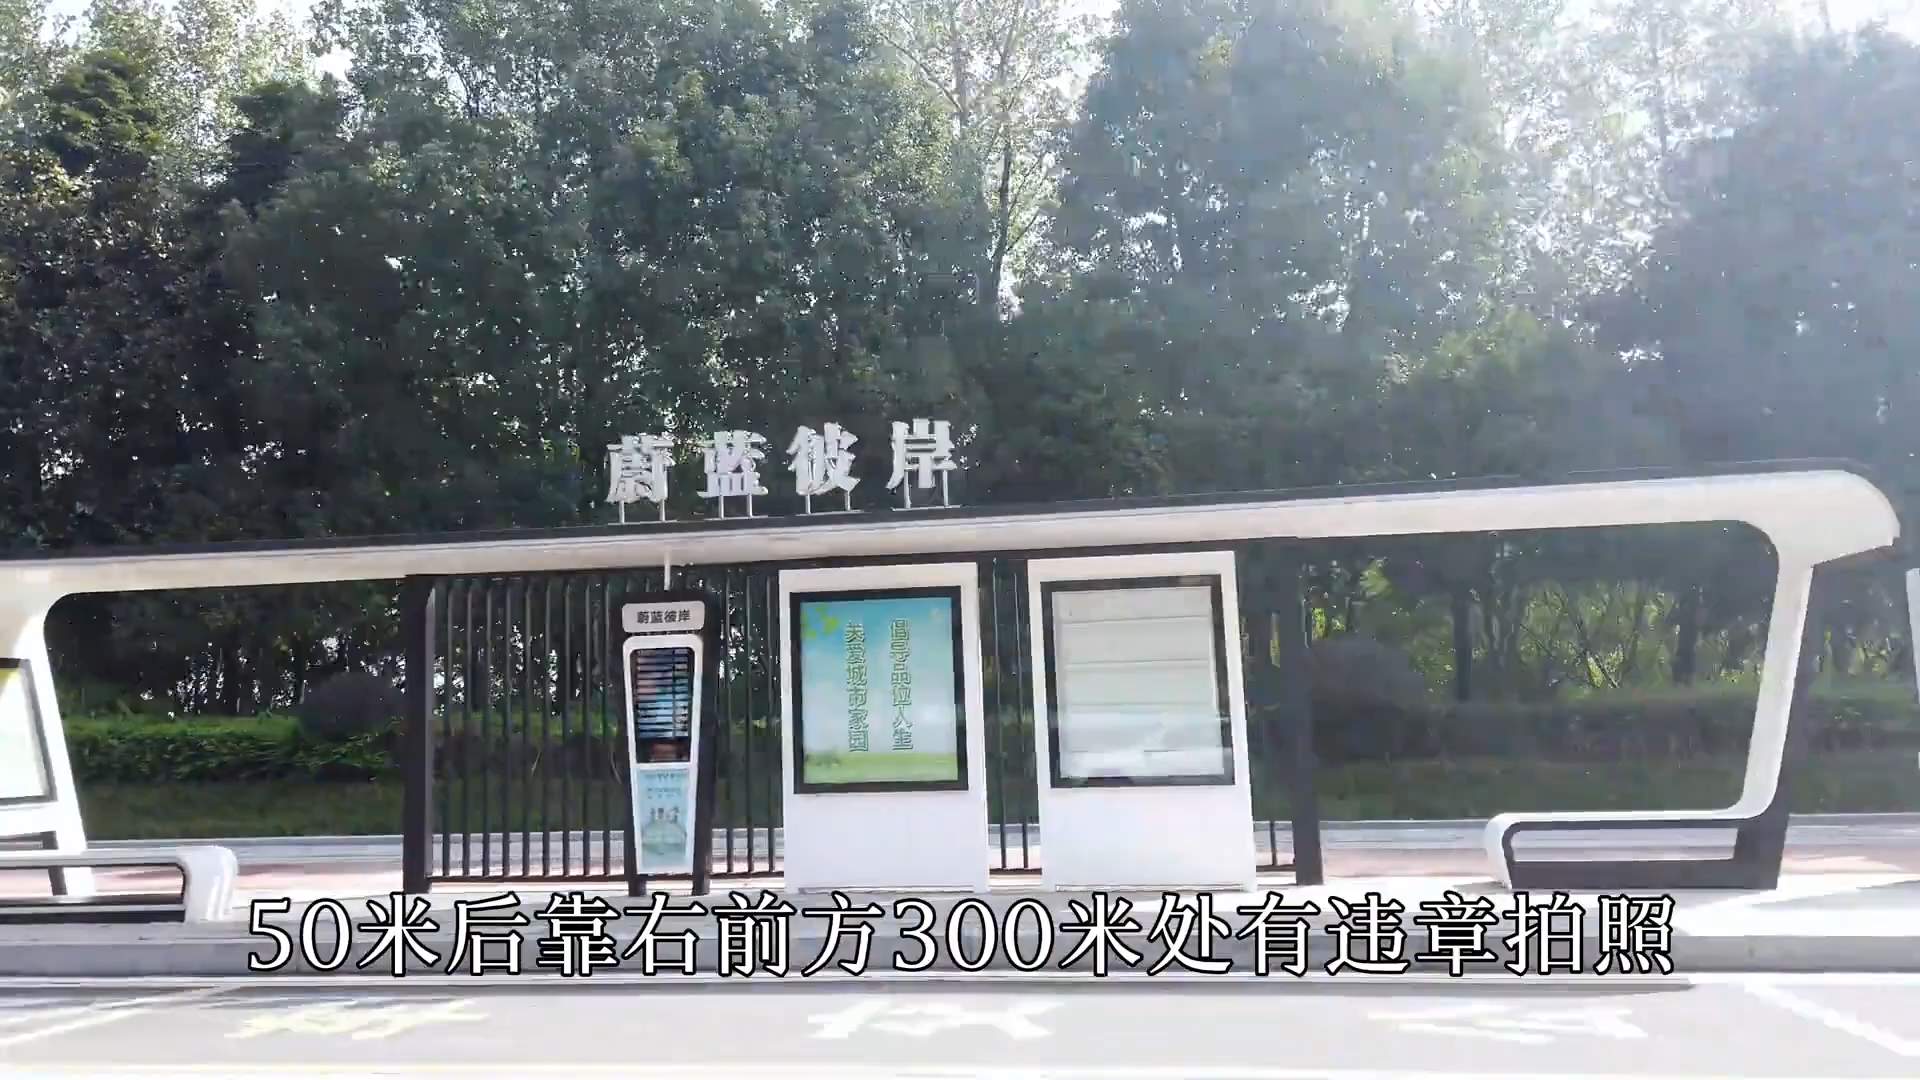 蔚蓝彼岸
蔚蓝彼岸
倡导品位人生
关爱城市家园
50米后靠右前方300米处有违章拍照